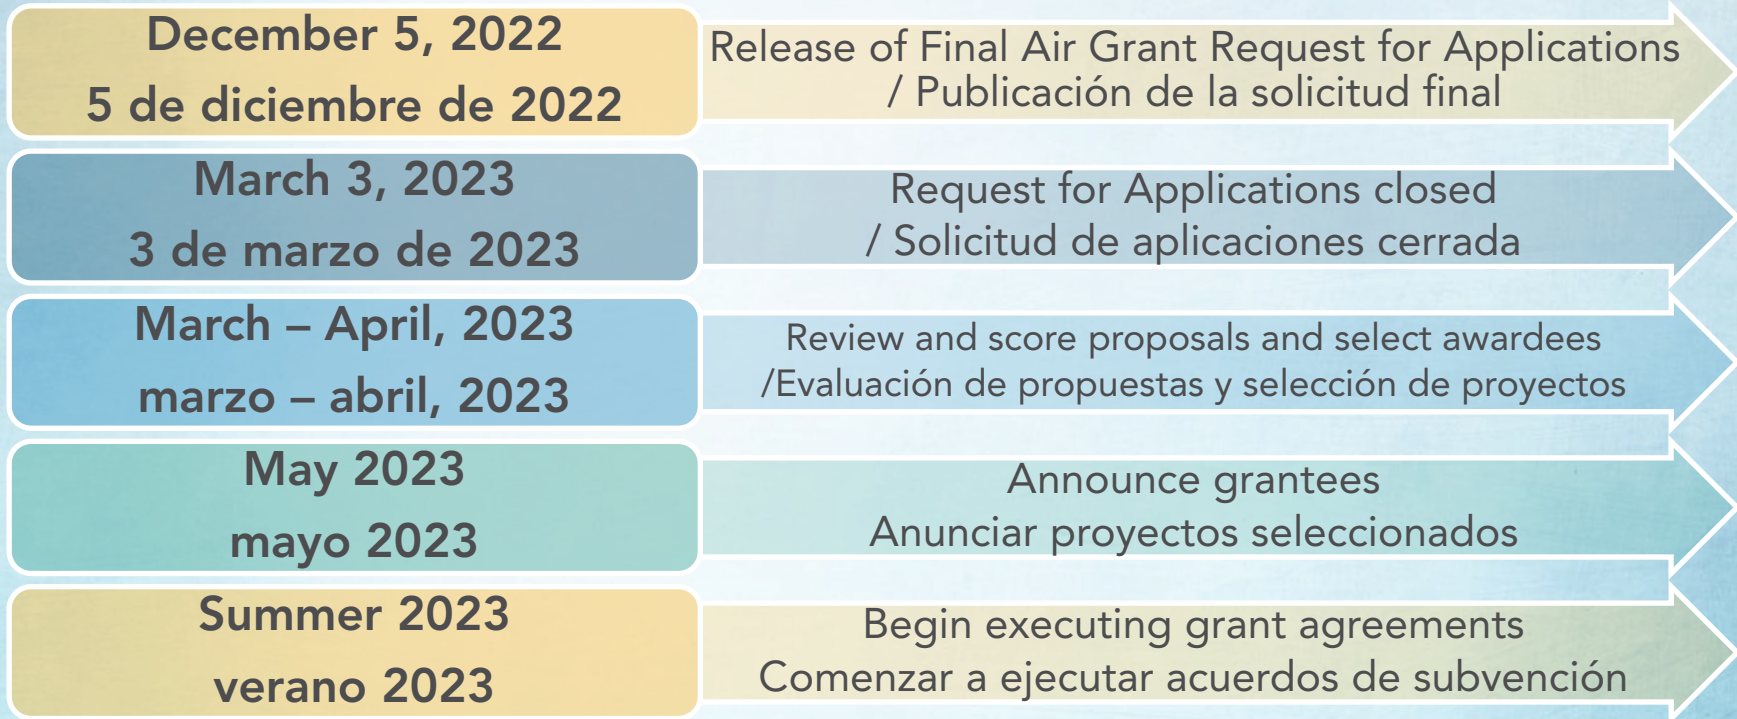 December 5, 2022
5 de diciembre de 2022
Release of Final Air Grant Request for Applications
/ Publicación de la solicitud final
March 3, 2023
3 de marzo de 2023
Request for Applications closed
/ Solicitud de aplicaciones cerrada
March – April, 2023
marzo – abril, 2023
Review and score proposals and select awardees
/Evaluación de propuestas y selección de proyectos
May 2023
mayo 2023
Announce grantees
Anunciar proyectos seleccionados
Summer 2023
verano 2023
Begin executing grant agreements
Comenzar a ejecutar acuerdos de subvención